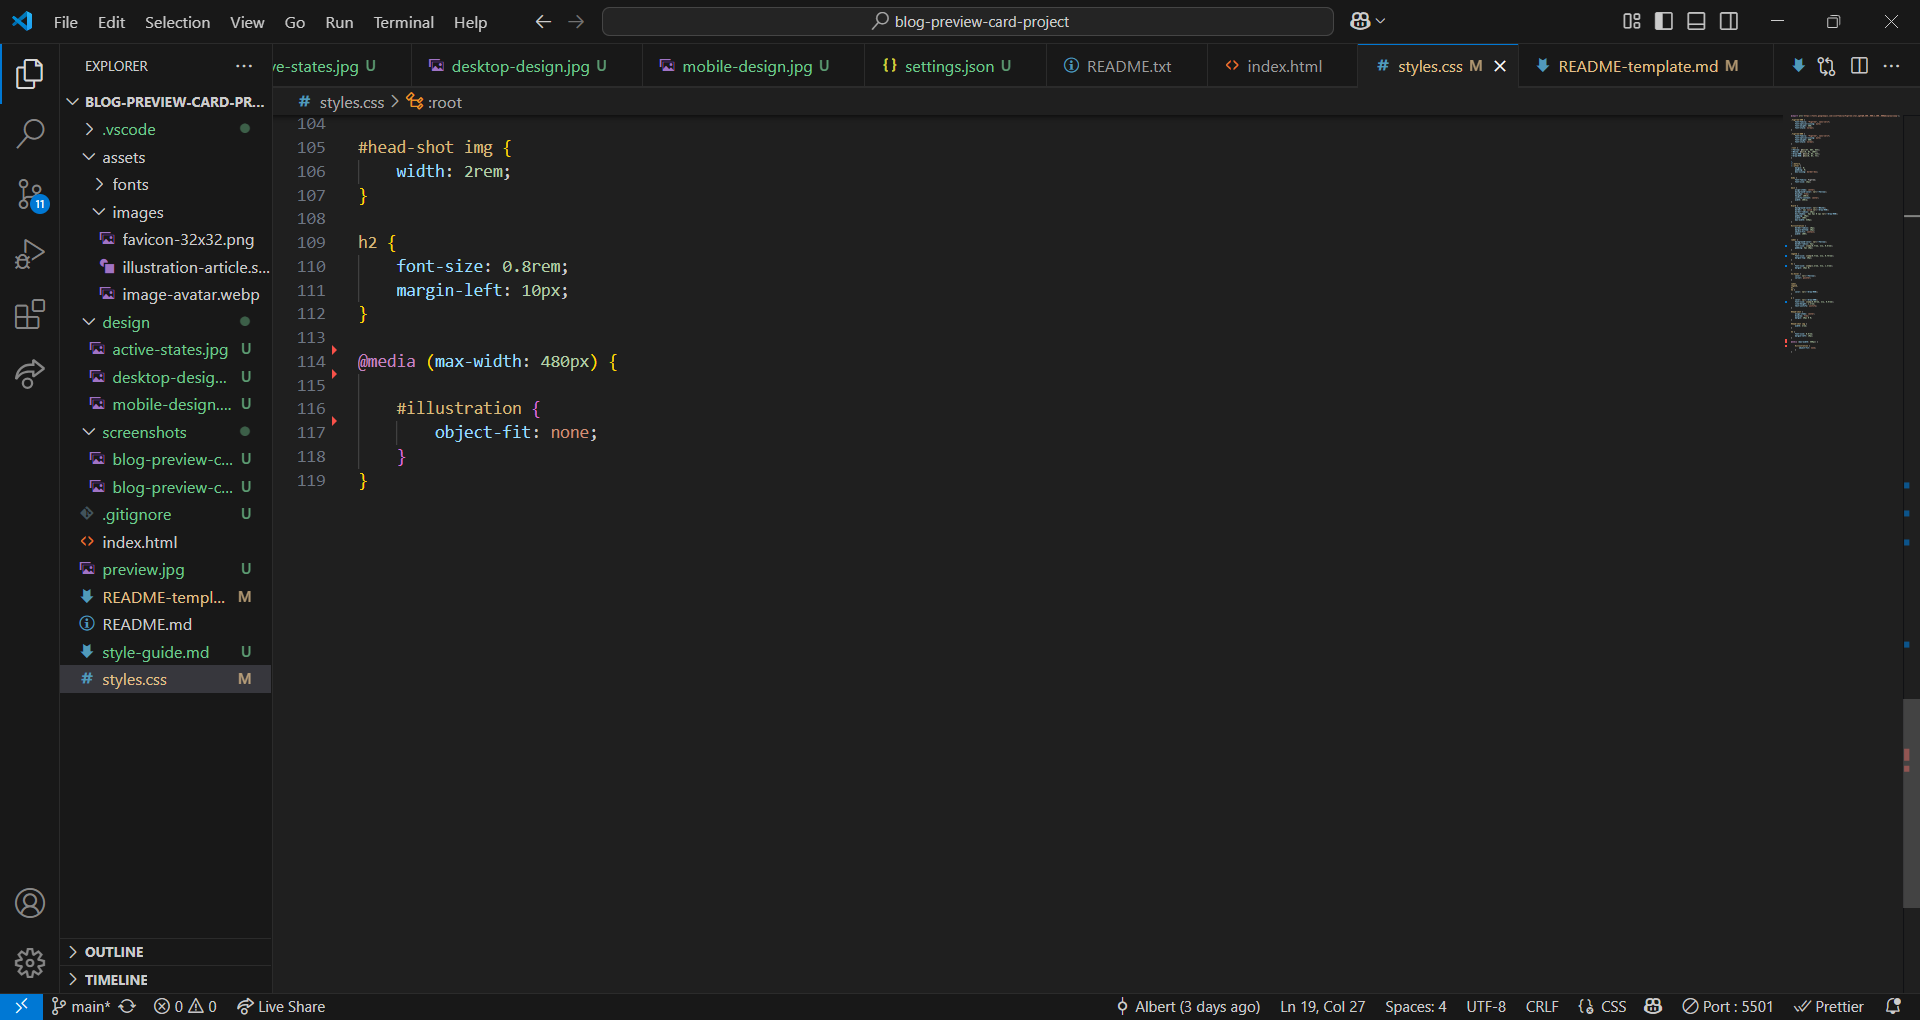 File Edit Selection View Go Run Terminal Help
blog-preview-card-project
EXPLORER
ve-states.jpg U
desktop-design.jpg U
mobile-design.jpg U
{} settings.json U
README.txt
<> index.html
# styles.css M
README-template.md M
# styles.css > :root
BLOG-PREVIEW-CARD-PR...
.vscode
assets
fonts
images
favicon-32x32.png
illustration-article.s...
image-avatar.webp
design
active-states.jpg U
desktop-desig... U
mobile-design.... U
screenshots
blog-preview-c... U
blog-preview-c... U
.gitignore U
<> index.html
preview.jpg U
README-templ... M
README.md
style-guide.md U
# styles.css M
OUTLINE
TIMELINE
11
104
105 #head-shot img {
106 width: 2rem;
107 }
108
109 h2 {
110 font-size: 0.8rem;
111 margin-left: 10px;
112 }
113
114 @media (max-width: 480px) {
115
116 #illustration {
117 object-fit: none;
118 }
119 }
main* 0 0 Live Share
Albert (3 days ago) Ln 19, Col 27 Spaces: 4 UTF-8 CRLF {} CSS Port : 5501 Prettier